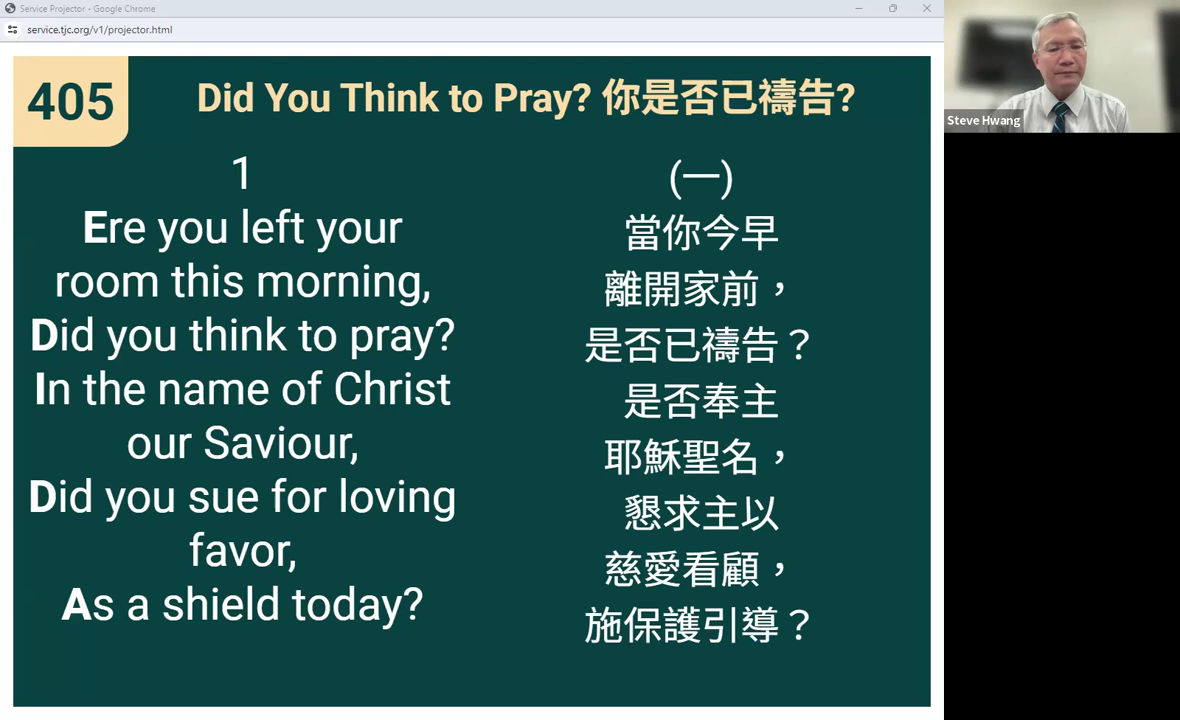 Service Projector - Google Chrome
service.tjc.org/v1/projector.html
405
Did You Think to Pray? 你是否已禱告?
1
Ere you left your
room this morning,
Did you think to pray?
In the name of Christ
our Saviour,
Did you sue for loving
favor,
As a shield today?
(一)
當你今早
離開家前，
是否已禱告？
是否奉主
耶穌聖名，
懇求主以
慈愛看顧，
施保護引導？
Steve Hwang